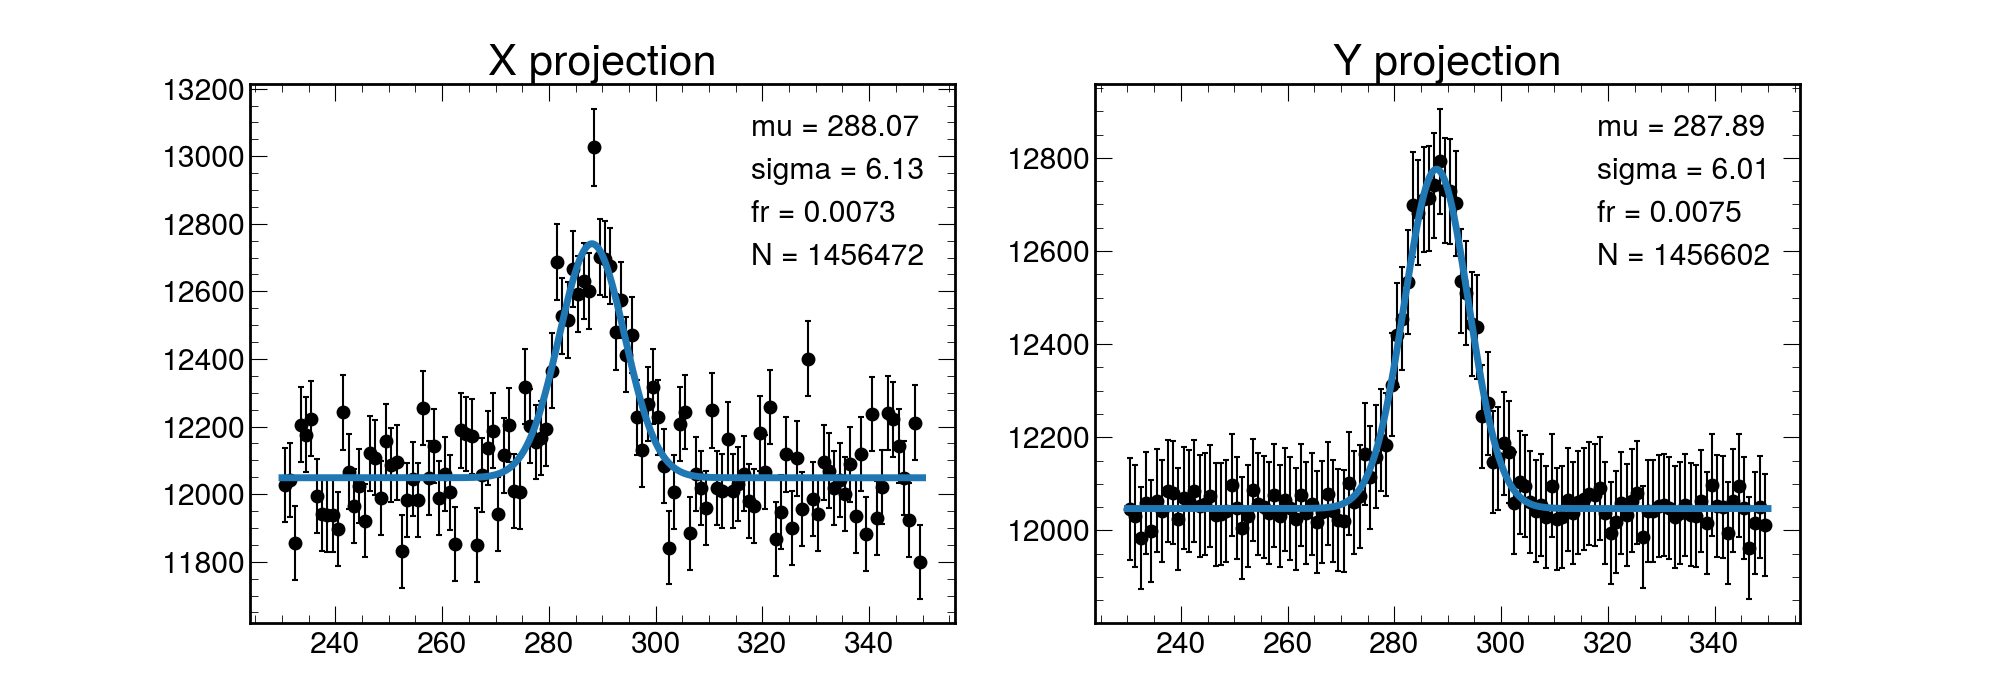 X projection
13200
13000
12800
12600
12400
12200
12000
11800
240 260 280 300 320 340
mu = 288.07
sigma = 6.13
fr = 0.0073
N = 1456472
Y projection
12800
12600
12400
12200
12000
240 260 280 300 320 340
mu = 287.89
sigma = 6.01
fr = 0.0075
N = 1456602